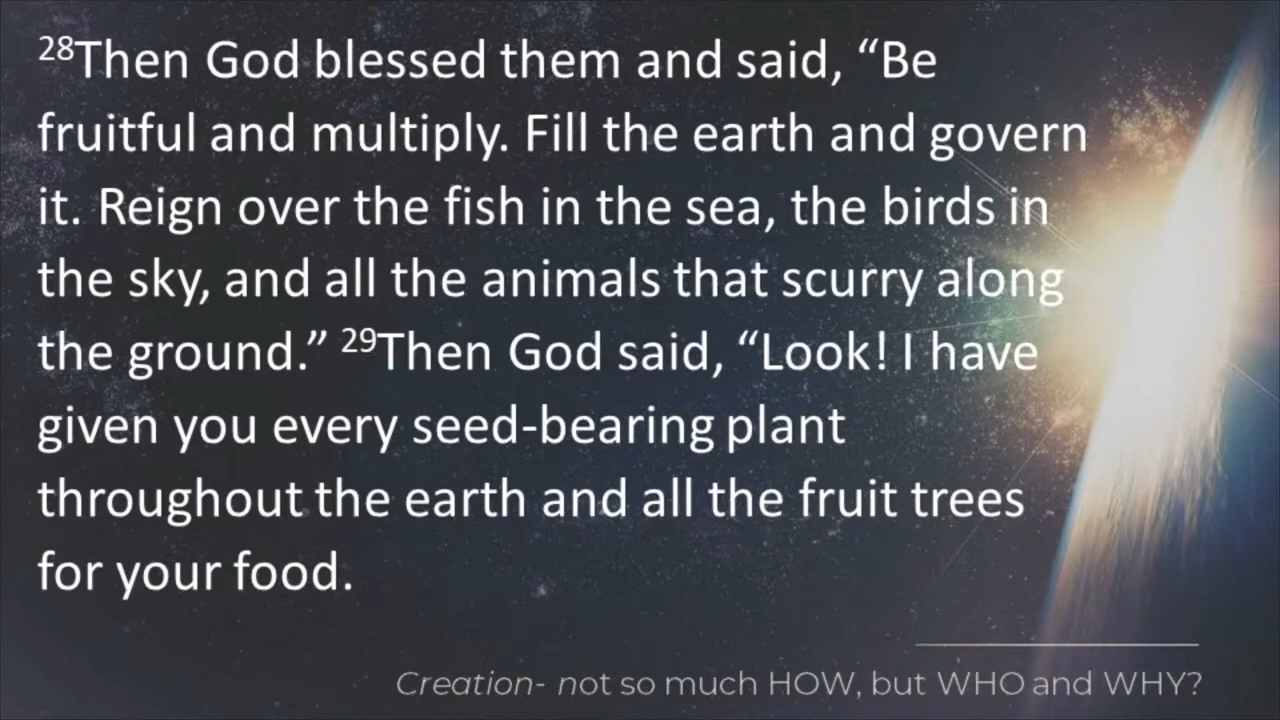 28Then God blessed them and said, “Be
fruitful and multiply. Fill the earth and govern
it. Reign over the fish in the sea, the birds in
the sky, and all the animals that scurry along
the ground.” 29Then God said, “Look! I have
given you every seed-bearing plant
throughout the earth and all the fruit trees
for your food.
Creation- not so much HOW, but WHO and WHY?